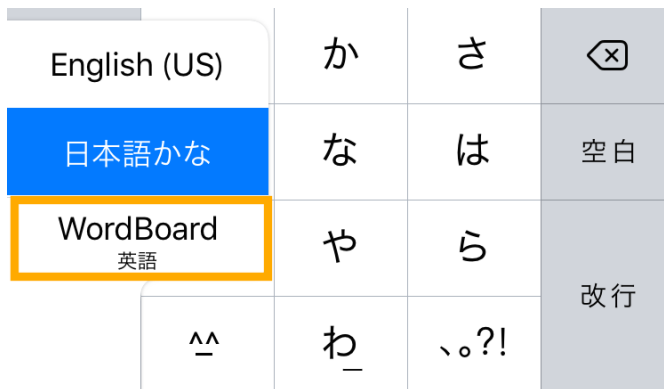 English (US)
か
さ
日本語かな
な
は
空白
WordBoard
英語
や
ら
改行
^_^
わ_
、。?!